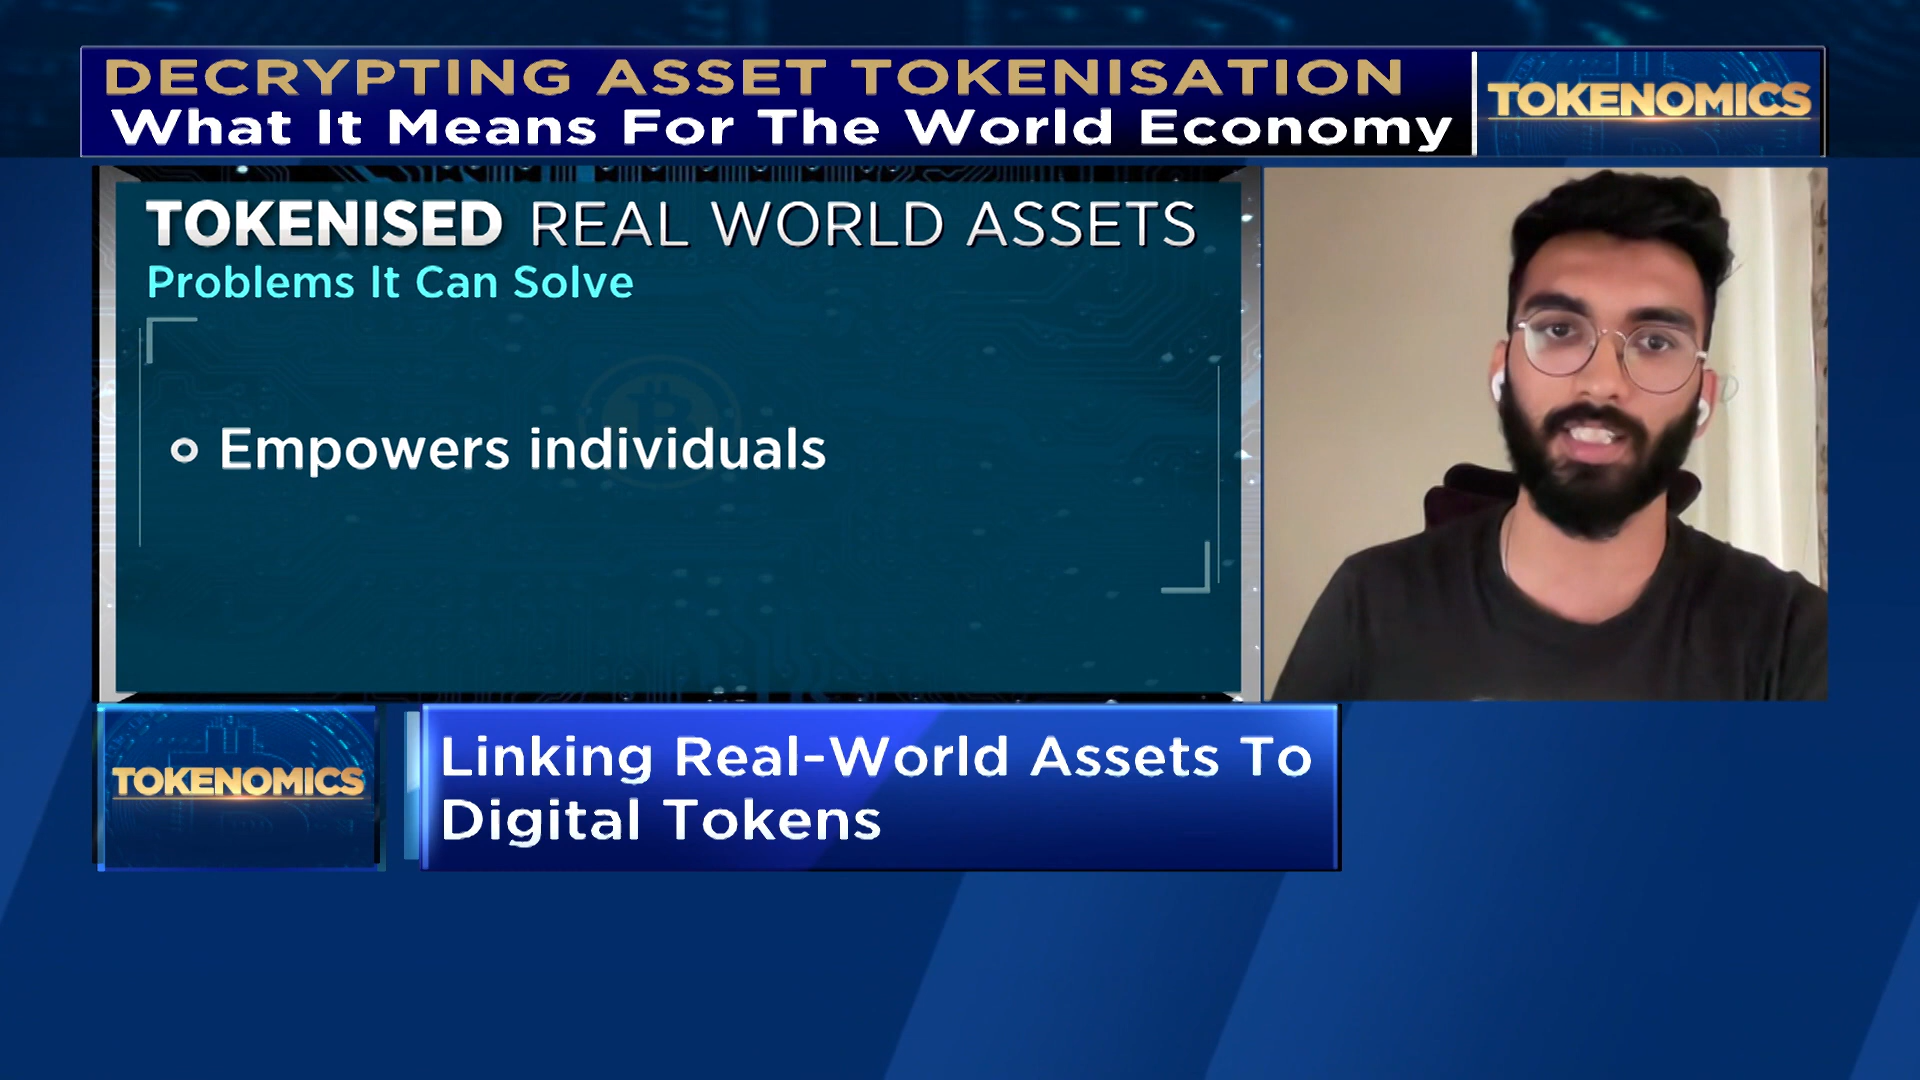 DECRYPTING ASSET TOKENISATION
What It Means For The World Economy
TOKENOMICS
TOKENISED REAL WORLD ASSETS
Problems It Can Solve
Empowers individuals
TOKENOMICS
Linking Real-World Assets To
Digital Tokens